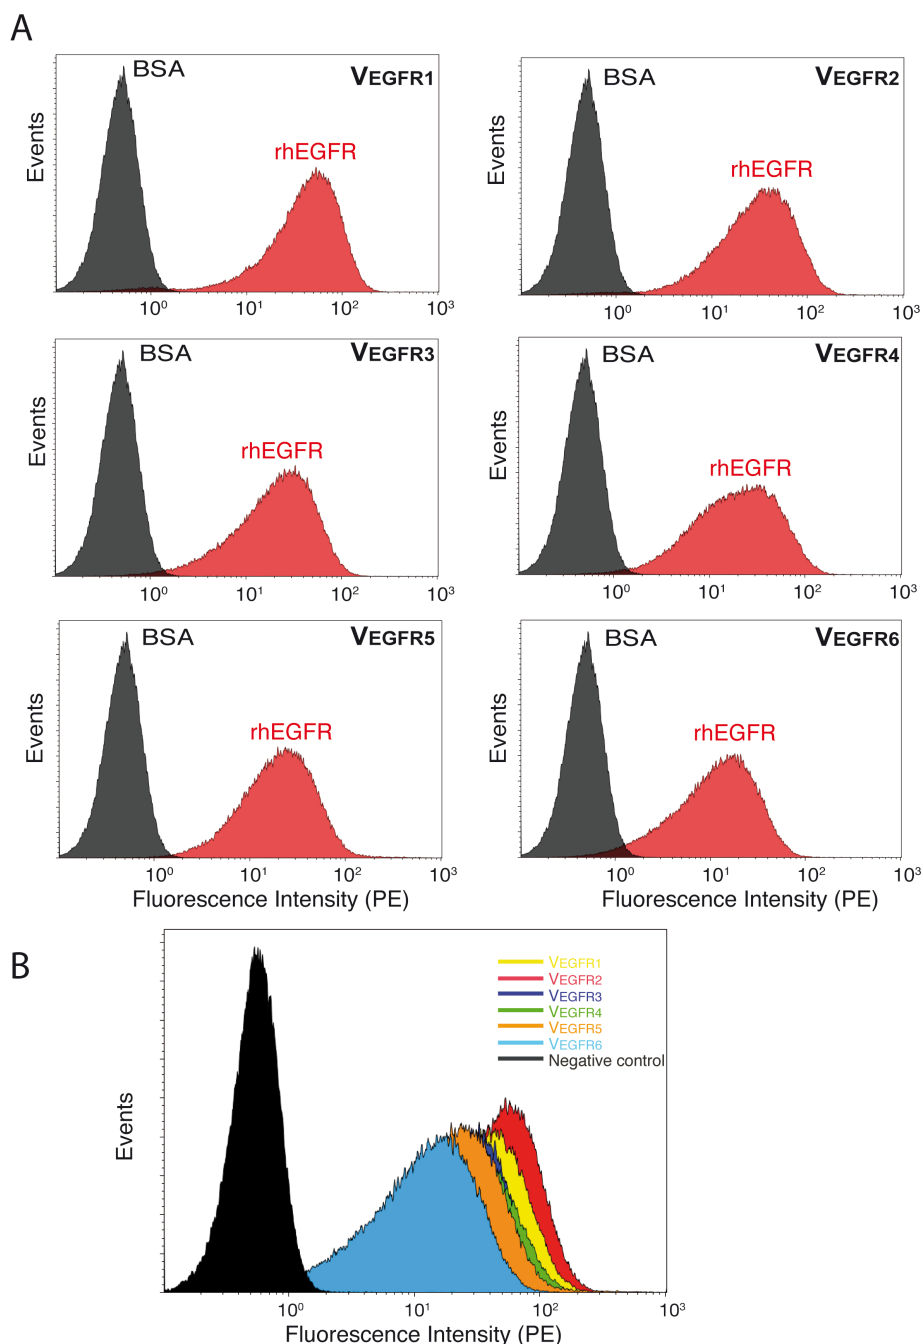 A
BSA VEGFR1
rhEGFR
Events
10⁰ 10¹ 10² 10³
BSA VEGFR2
rhEGFR
Events
10⁰ 10¹ 10² 10³
BSA VEGFR3
rhEGFR
Events
10⁰ 10¹ 10² 10³
BSA VEGFR4
rhEGFR
Events
10⁰ 10¹ 10² 10³
BSA VEGFR5
rhEGFR
Events
10⁰ 10¹ 10² 10³
Fluorescence Intensity (PE)
BSA VEGFR6
rhEGFR
Events
10⁰ 10¹ 10² 10³
Fluorescence Intensity (PE)
B
VEGFR1
VEGFR2
VEGFR3
VEGFR4
VEGFR5
VEGFR6
Negative control
Events
10⁰ 10¹ 10² 10³
Fluorescence Intensity (PE)